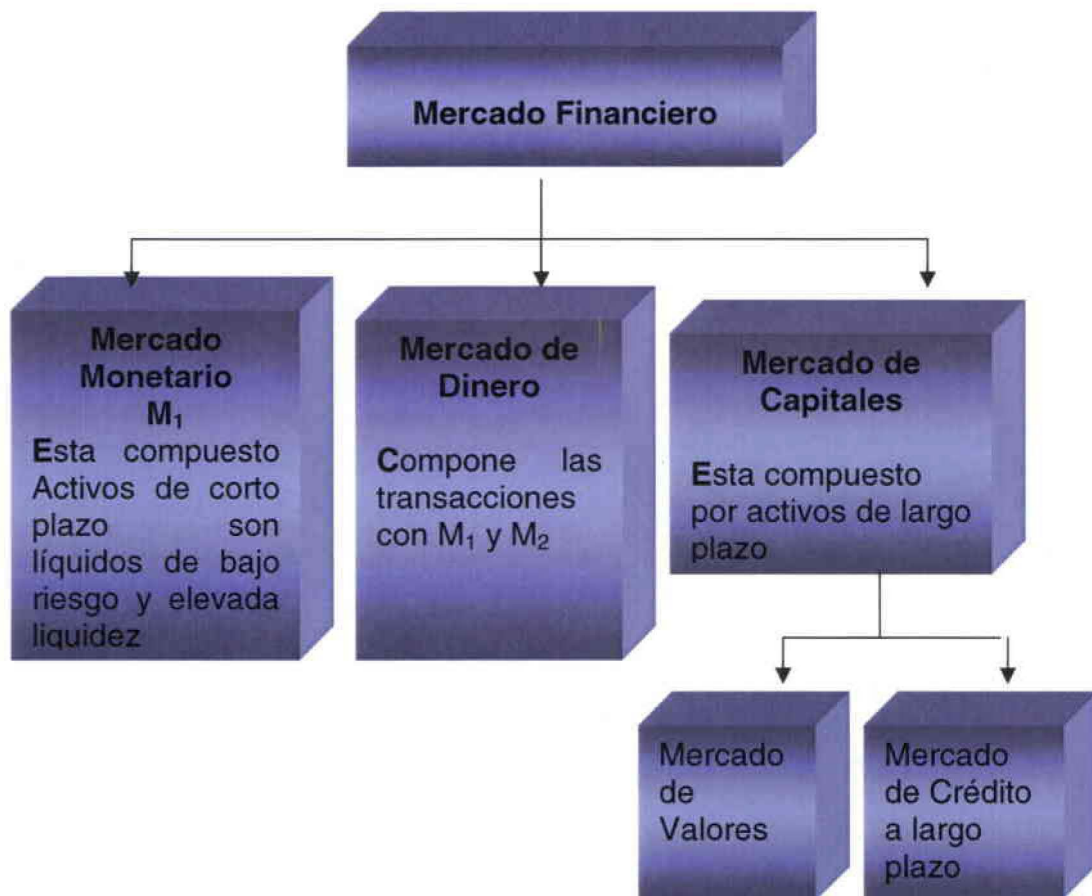 Mercado Financiero
Mercado
Monetario
M₁
Esta compuesto
Activos de corto
plazo son
líquidos de bajo
riesgo y elevada
liquidez
Mercado de
Dinero
Compone las
transacciones
con M₁ y M₂
Mercado de
Capitales
Esta compuesto
por activos de largo
plazo
Mercado
de
Valores
Mercado
de Crédito
a largo
plazo